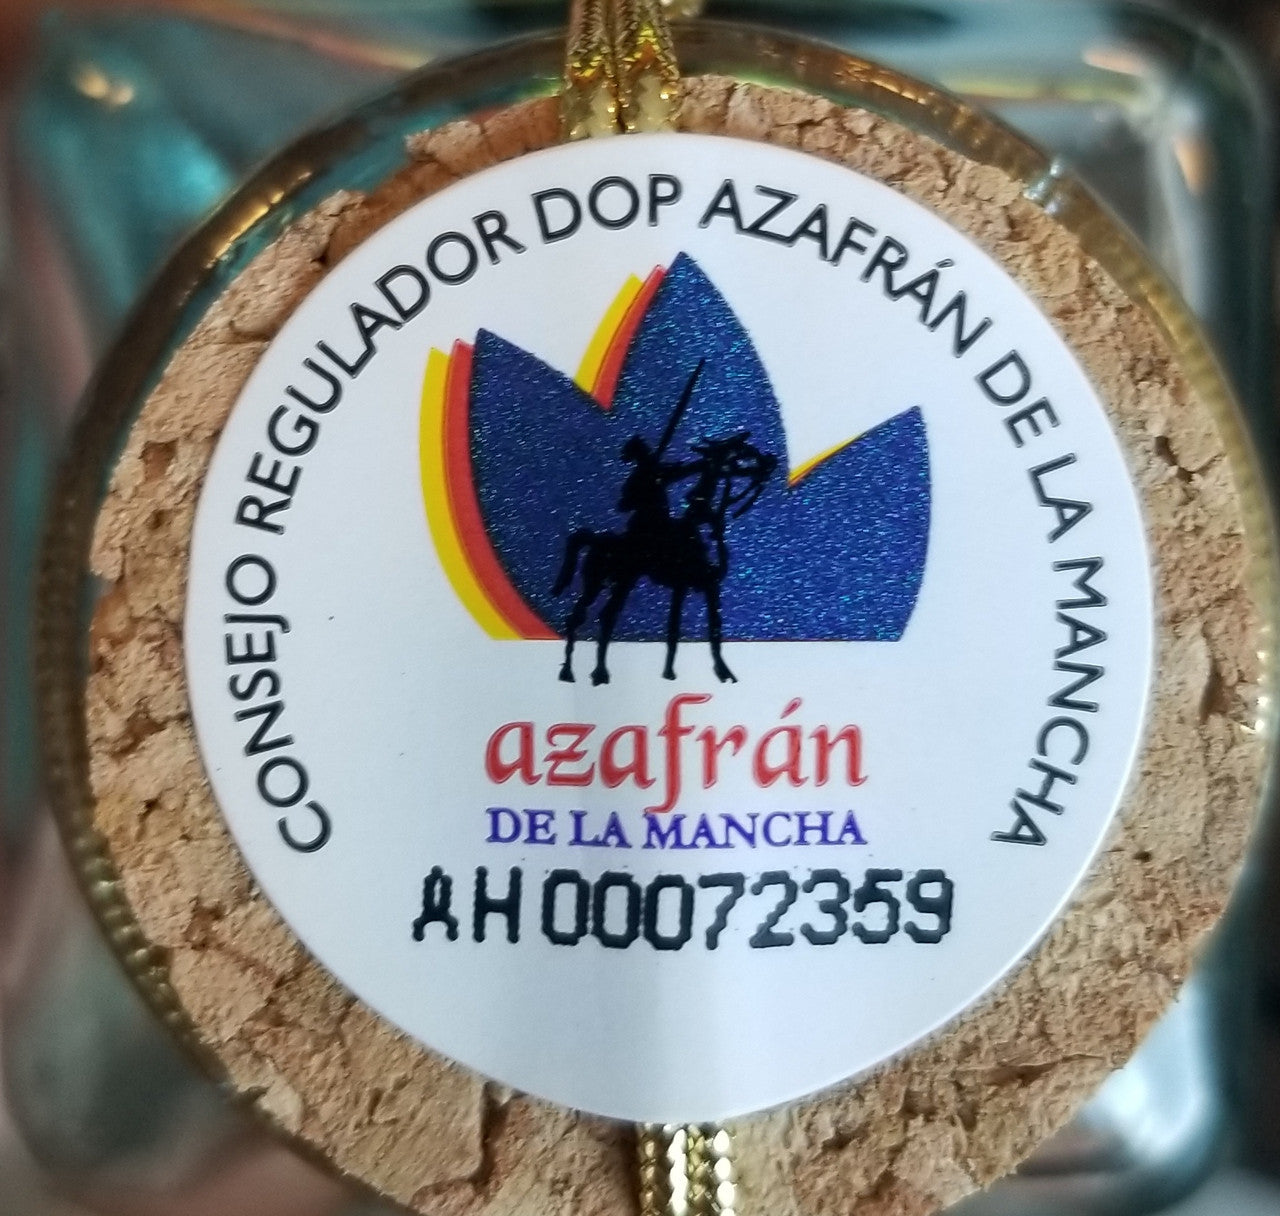 CONSEJO REGULADOR DOP AZAFRÁN DE LA MANCHA
azafrán
DE LA MANCHA
AH00072359